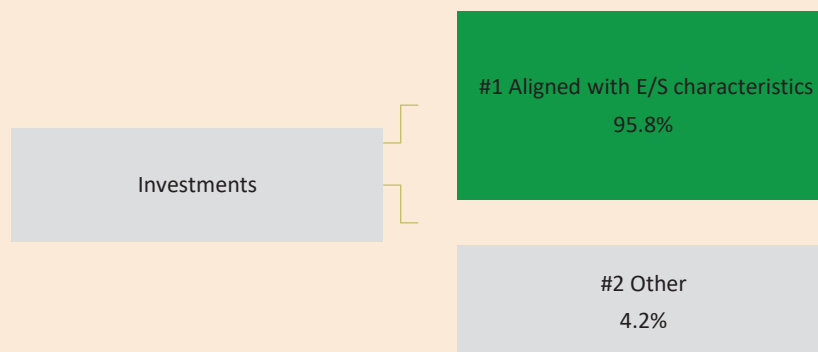 Investments
#1 Aligned with E/S characteristics
95.8%
#2 Other
4.2%